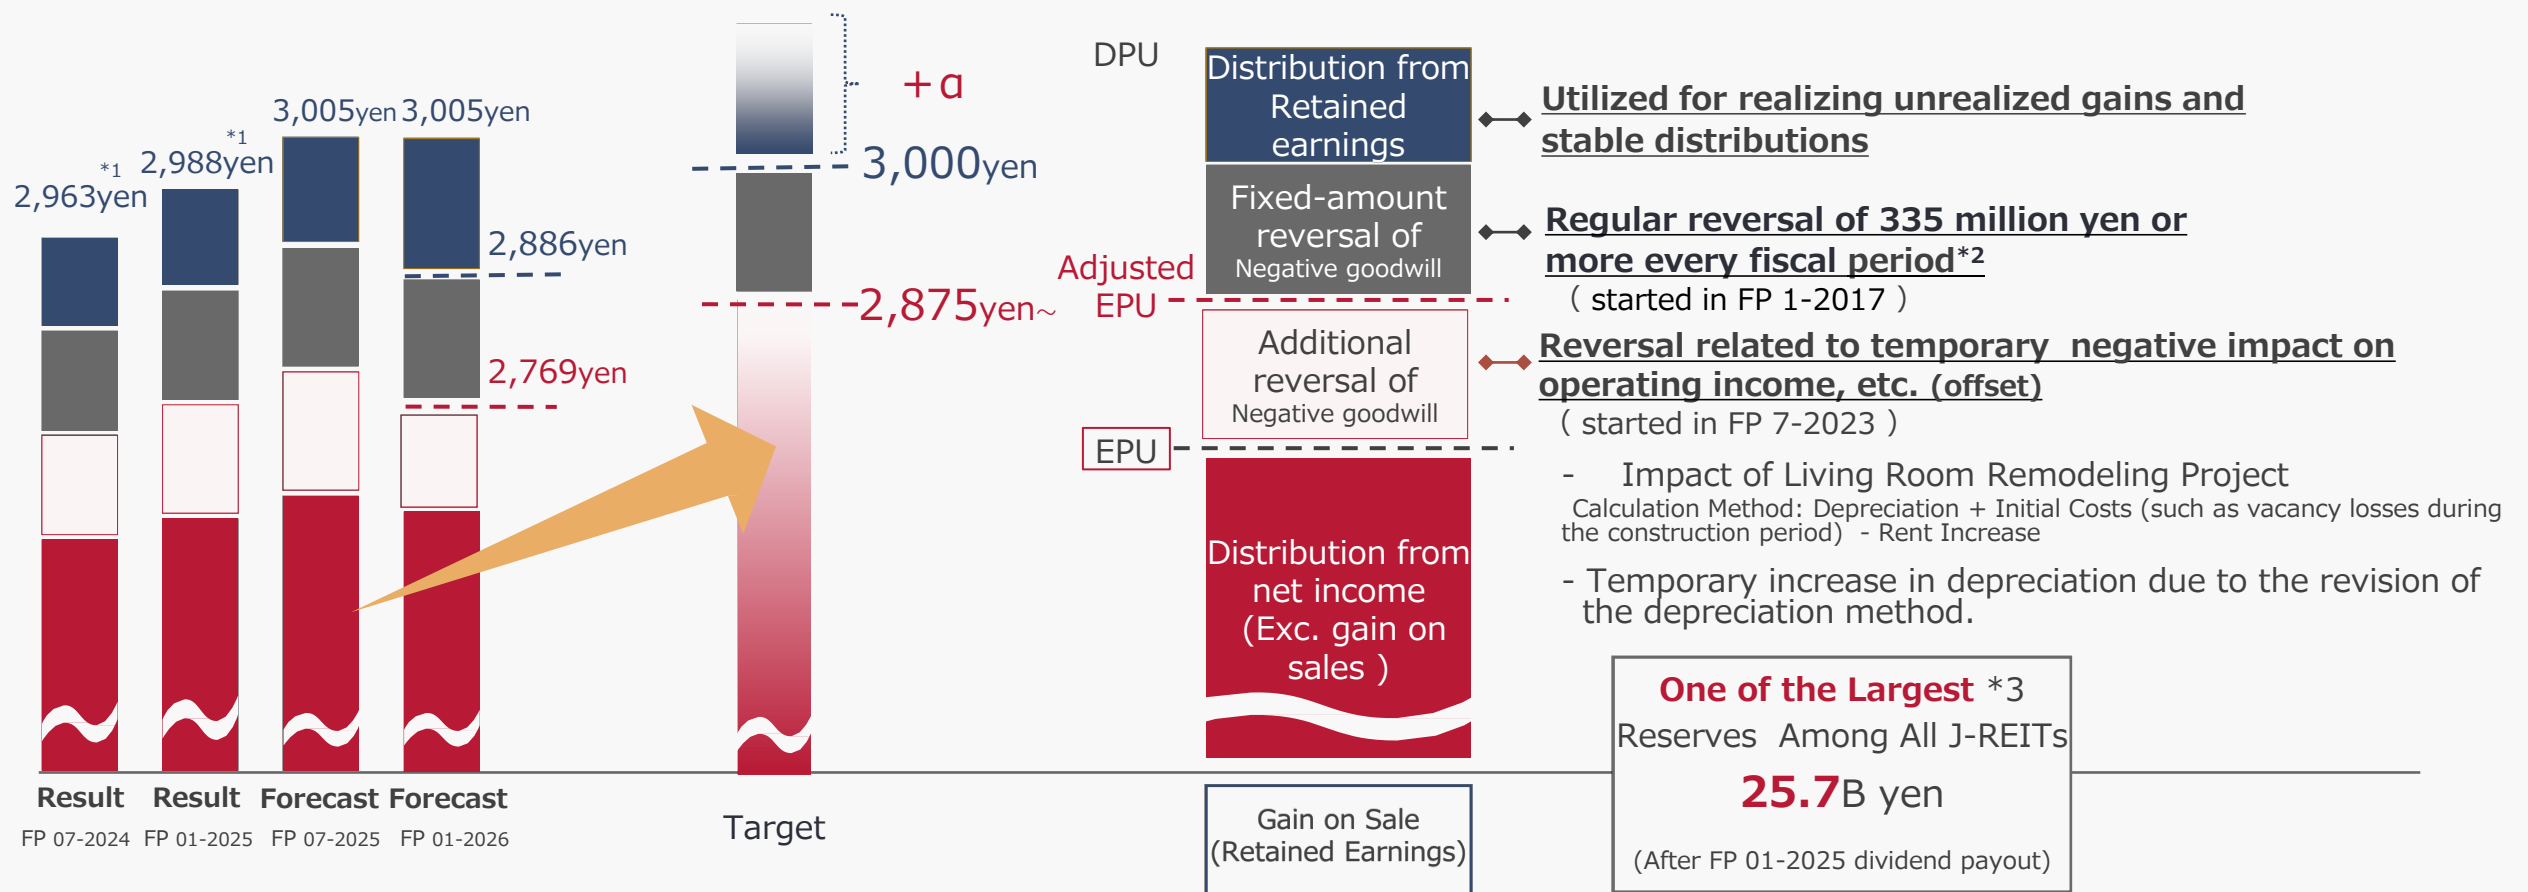 *1
2,963yen
*1
2,988yen
3,005yen
3,005yen
2,886yen
2,769yen
+α
3,000yen
2,875yen~
Result
FP 07-2024
Result
FP 01-2025
Forecast
FP 07-2025
Forecast
FP 01-2026
Target
DPU
Adjusted
EPU
EPU
Distribution from
Retained
earnings
Fixed-amount
reversal of
Negative goodwill
Additional
reversal of
Negative goodwill
Distribution from
net income
(Exc. gain on
sales )
Gain on Sale
(Retained Earnings)
Utilized for realizing unrealized gains and
stable distributions
Regular reversal of 335 million yen or
more every fiscal period*2
( started in FP 1-2017 )
Reversal related to temporary negative impact on
operating income, etc. (offset)
( started in FP 7-2023 )
- Impact of Living Room Remodeling Project
Calculation Method: Depreciation + Initial Costs (such as vacancy losses during
the construction period) - Rent Increase
- Temporary increase in depreciation due to the revision of
the depreciation method.
One of the Largest *3
Reserves Among All J-REITs
25.7B yen
(After FP 01-2025 dividend payout)